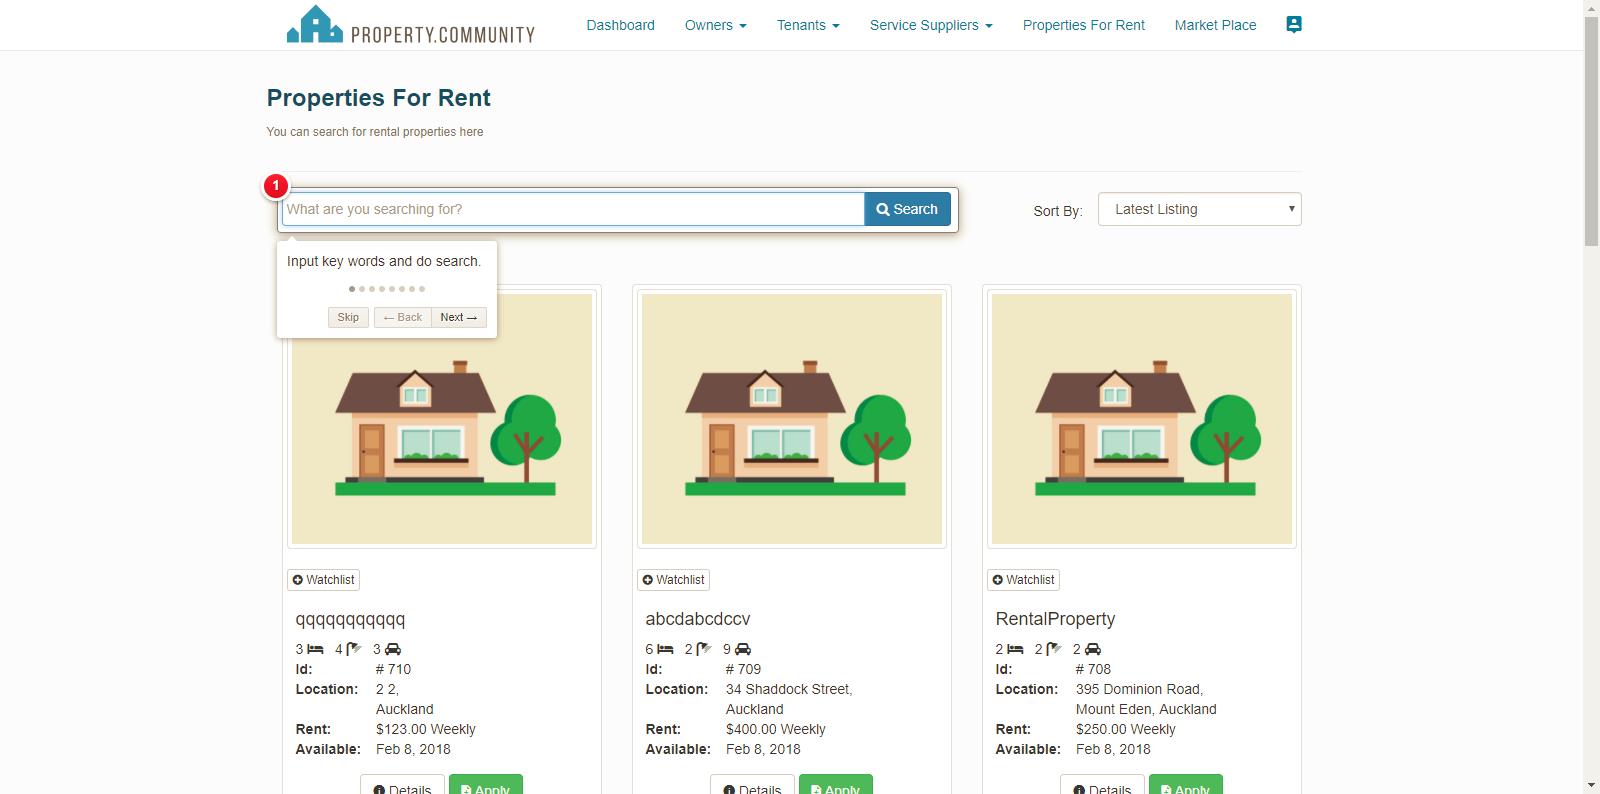 PROPERTY.COMMUNITY
Dashboard Owners Tenants Service Suppliers Properties For Rent Market Place
Properties For Rent
You can search for rental properties here
1
What are you searching for?
Search
Sort By: Latest Listing
Input key words and do search.
Skip ← Back Next →
Watchlist
qqqqqqqqqqq
3 4 3
Id: # 710
Location: 2 2,
Auckland
Rent: $123.00 Weekly
Available: Feb 8, 2018
Details Apply
Watchlist
abcdabcdccv
6 2 9
Id: # 709
Location: 34 Shaddock Street,
Auckland
Rent: $400.00 Weekly
Available: Feb 8, 2018
Details Apply
Watchlist
RentalProperty
2 2 2
Id: # 708
Location: 395 Dominion Road,
Mount Eden, Auckland
Rent: $250.00 Weekly
Available: Feb 8, 2018
Details Apply